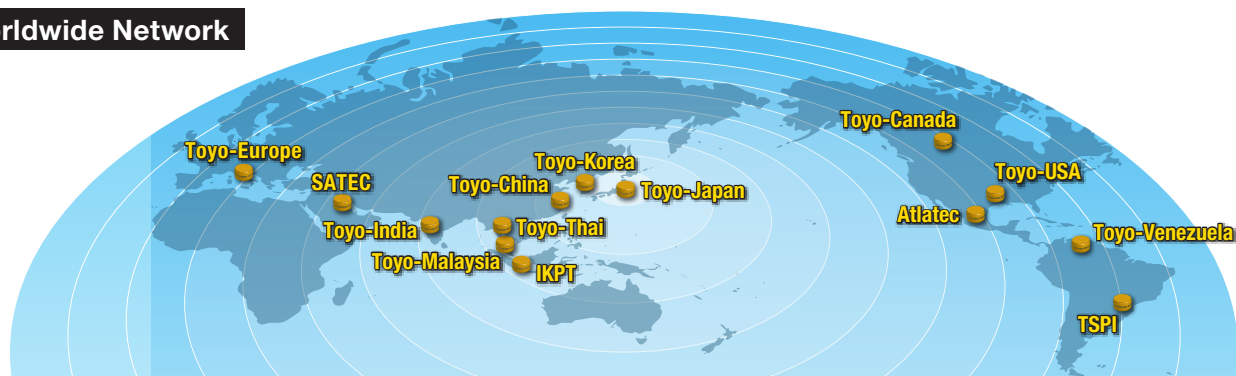 rldwide Network
Toyo-Canada
Toyo-Europe
Toyo-Korea
Toyo-USA
SATEC
Toyo-China
Toyo-Japan
Atlatec
Toyo-India
Toyo-Thai
Toyo-Venezuela
Toyo-Malaysia
IKPT
TSPI